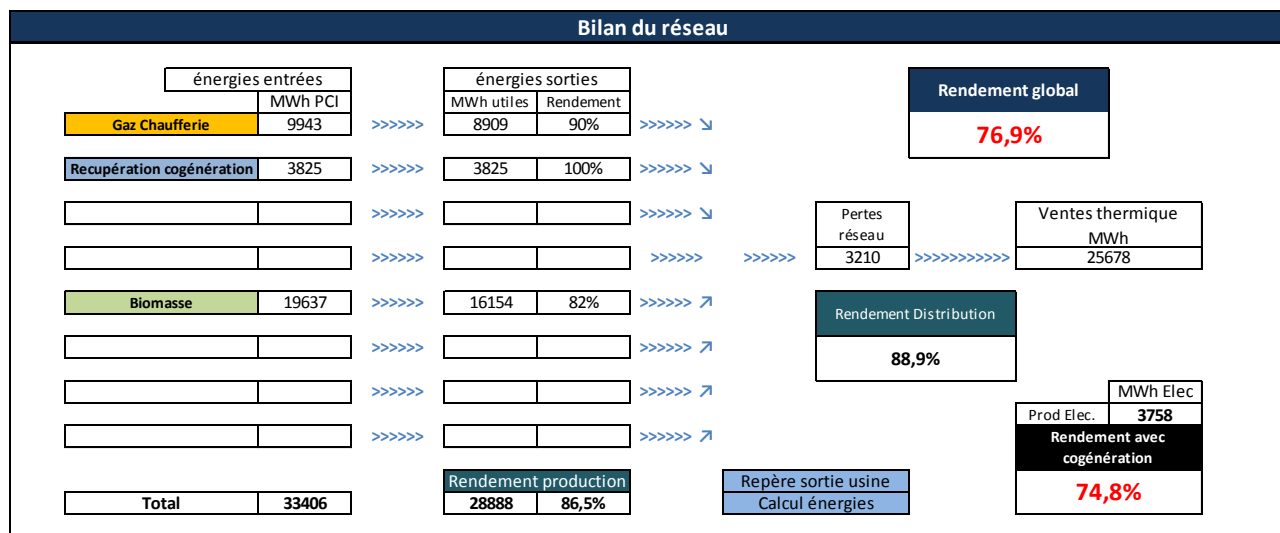 Bilan du réseau
énergies entrées
énergies sorties
MWh PCI
MWh utiles Rendement
Rendement global
76,9%
Gaz Chaufferie 9943 >>>>>> 8909 90% >>>>>> ↘
Recupération cogénération 3825 >>>>>> 3825 100% >>>>>> ↘
>>>>>> >>>>>> ↘
Pertes réseau
Ventes thermique MWh
>>>>>> >>>>>> >>>>>> 3210 >>>>>>>>>>> 25678
Biomasse 19637 >>>>>> 16154 82% >>>>>> ↗
Rendement Distribution
88,9%
>>>>>> >>>>>> ↗
>>>>>> >>>>>> ↗
MWh Elec
Prod Elec. 3758
>>>>>> >>>>>> ↗
Rendement avec
cogénération
74,8%
Rendement production
Total 33406 28888 86,5%
Repère sortie usine
Calcul énergies